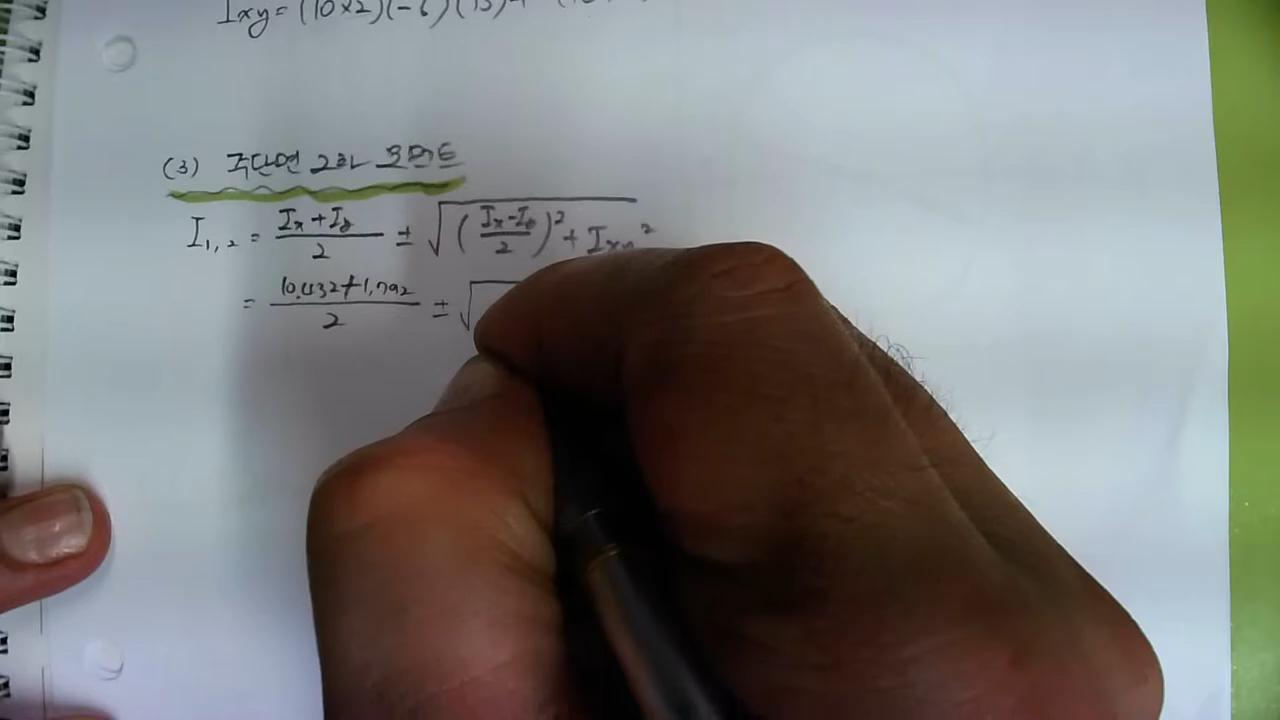 Ixy = (10×2)(-6)(15)+
(3) 주단면 2차 모멘트
I1,2 = Ix+Iy/2 ± √(Ix-Iy/2)²+Ixy²
= 10,432+1,792/2 ± √